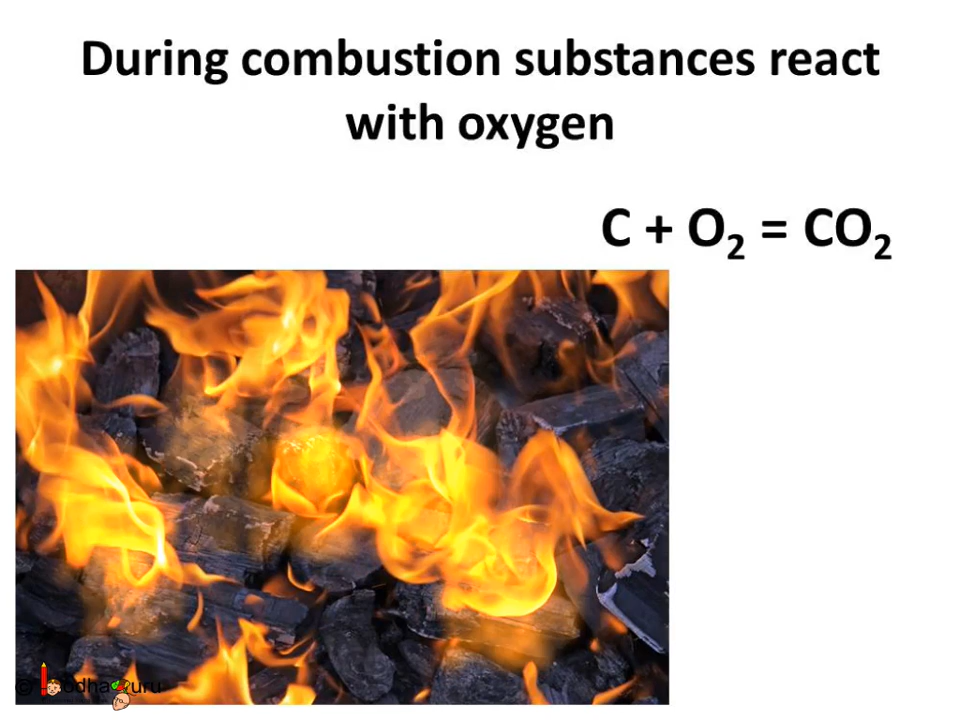 During combustion substances react
with oxygen
C + O₂ = CO₂